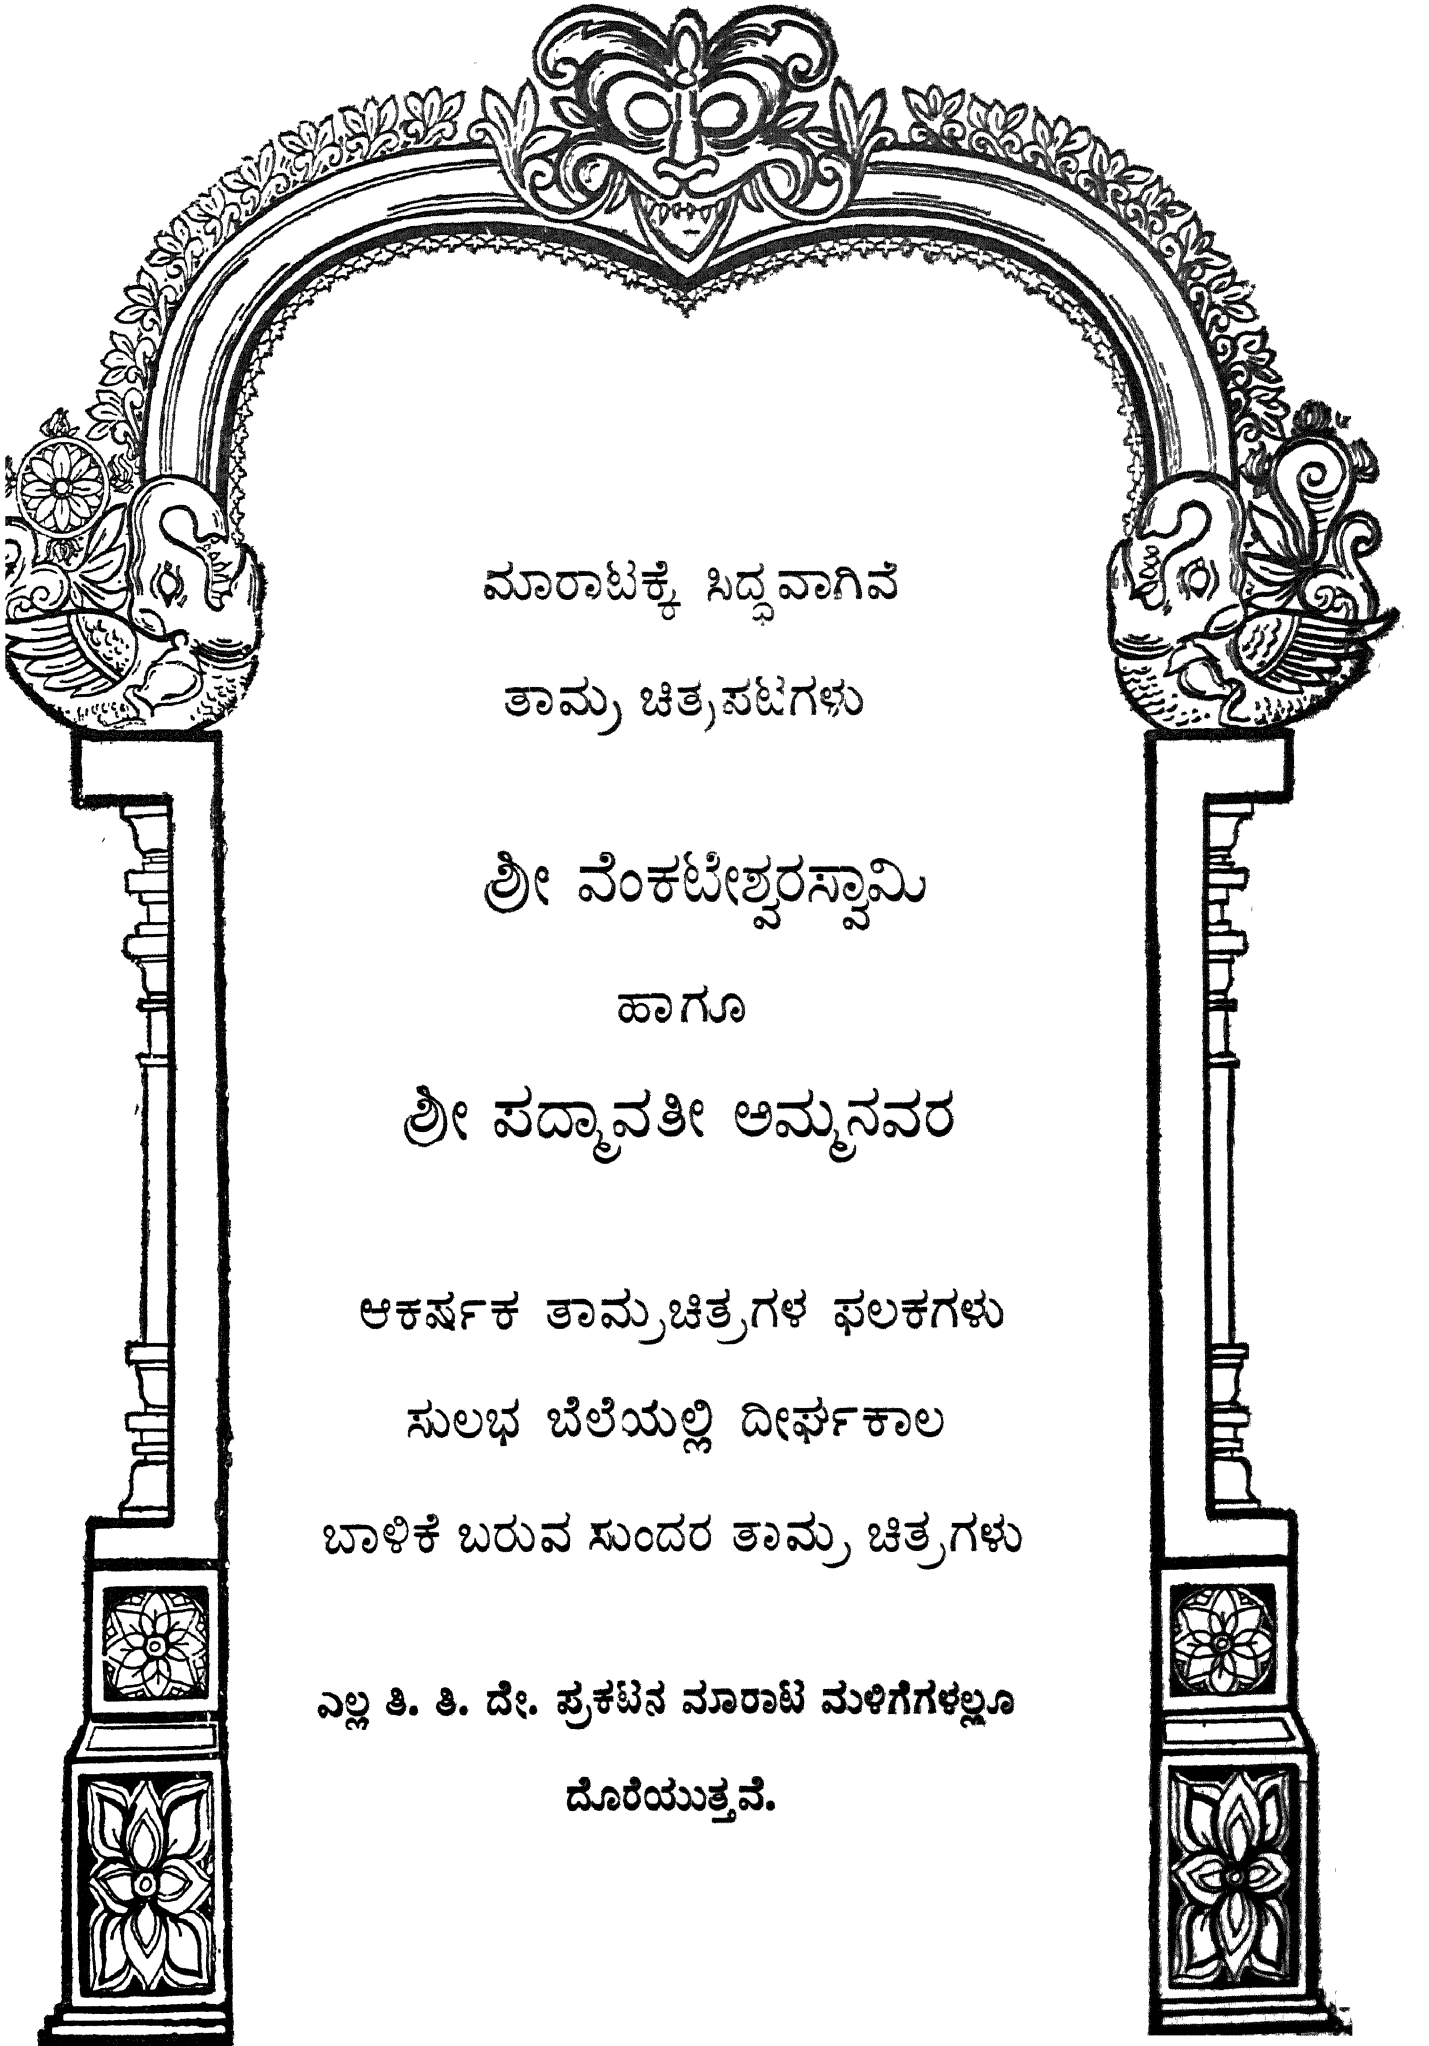 ಮಾರಾಟಕ್ಕೆ ಸಿದ್ಧವಾಗಿವೆ
ತಾಮ್ರ ಚಿತ್ರಪಟಗಳು
ಶ್ರೀ ವೆಂಕಟೇಶ್ವರಸ್ವಾಮಿ
ಹಾಗೂ
ಶ್ರೀ ಪದ್ಮಾವತೀ ಅಮ್ಮನವರ
ಆಕರ್ಷಕ ತಾಮ್ರಚಿತ್ರಗಳ ಫಲಕಗಳು
ಸುಲಭ ಬೆಲೆಯಲ್ಲಿ ದೀರ್ಘಕಾಲ
ಬಾಳಿಕೆ ಬರುವ ಸುಂದರ ತಾಮ್ರ ಚಿತ್ರಗಳು
ಎಲ್ಲ ತಿ. ತಿ. ದೇ. ಪ್ರಕಟನ ಮಾರಾಟ ಮಳಿಗೆಗಳಲ್ಲೂ
ದೊರೆಯುತ್ತವೆ.